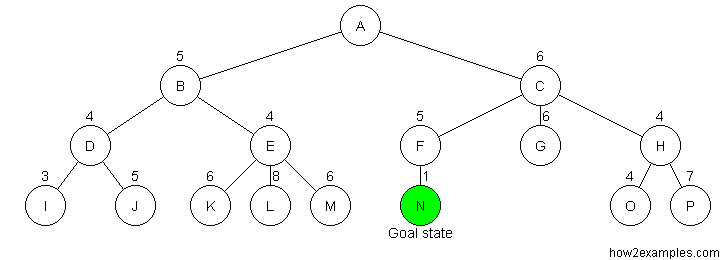 A
5 6
B C
4 4 5 6 4
D E F G H
3 5 6 8 6 1 4 7
I J K L M N O P
Goal state
how2examples.com